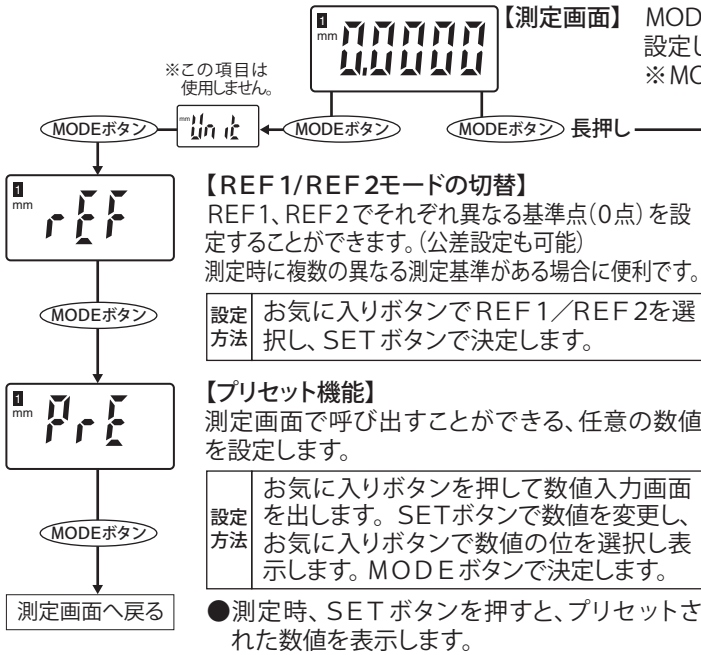 1
mm
0.0000
【測定画面】 MOD
設定し
※MO
※この項目は
使用しません。
MODEボタン
mm
Unit
MODEボタン
MODEボタン 長押し
1
mm
rEF
【REF1/REF2モードの切替】
REF1、REF2でそれぞれ異なる基準点(0点)を設
定することができます。(公差設定も可能)
測定時に複数の異なる測定基準がある場合に便利です。
MODEボタン
設定
方法
お気に入りボタンでREF1／REF2を選
択し、SETボタンで決定します。
1
mm
PrE
【プリセット機能】
測定画面で呼び出すことができる、任意の数値
を設定します。
MODEボタン
設定
方法
お気に入りボタンを押して数値入力画面
を出します。SETボタンで数値を変更し、
お気に入りボタンで数値の位を選択し表
示します。MODEボタンで決定します。
測定画面へ戻る
●測定時、SETボタンを押すと、プリセットさ
れた数値を表示します。